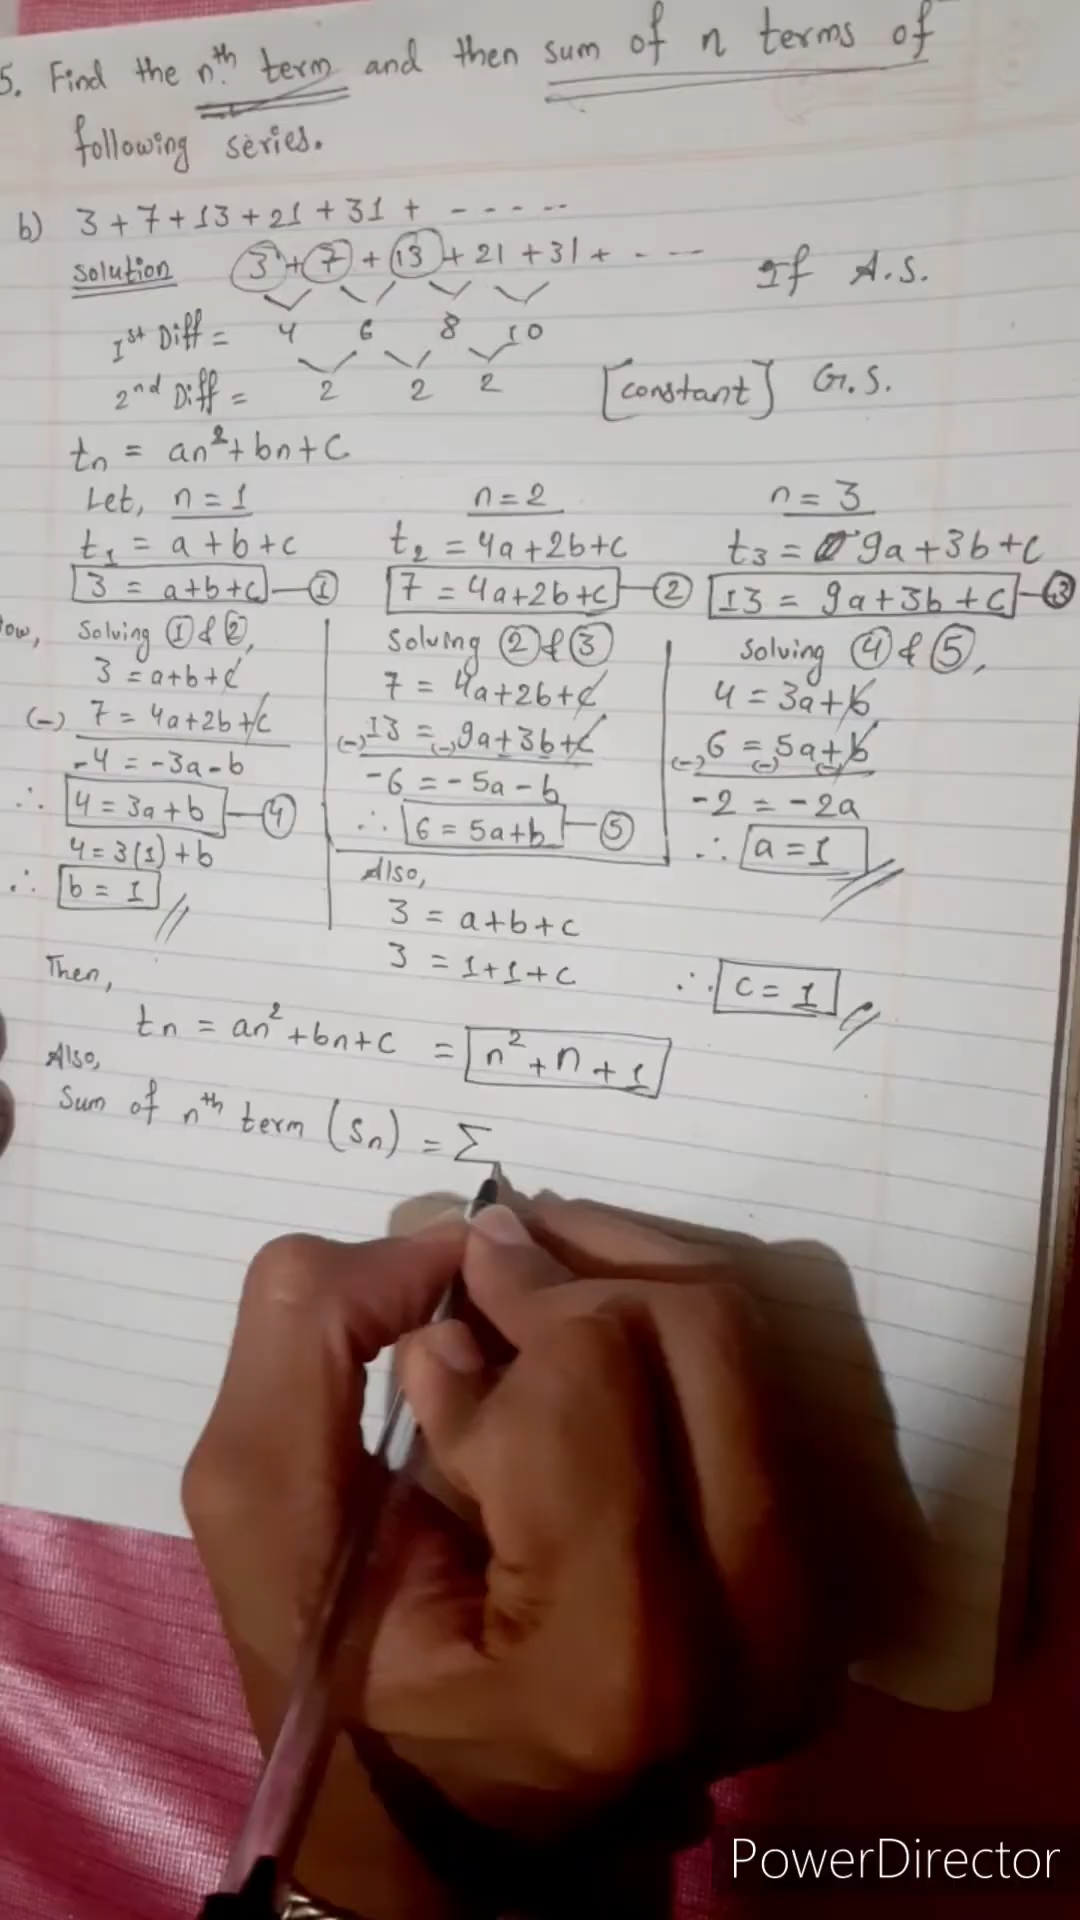 5. Find the nth term and then sum of n terms of
following series.
b) 3 + 7 + 13 + 21 + 31 + - - - - -
Solution 3 + 7 + 13 + 21 + 31 + - - - If A.S.
1st Diff = 4 6 8 10
2nd Diff = 2 2 2 [constant] G.S.
tn = an² + bn + c
Let, n = 1 n = 2 n = 3
t1 = a + b + c t2 = 4a + 2b + c t3 = 9a + 3b + c
3 = a + b + c — ① 7 = 4a + 2b + c — ② 13 = 9a + 3b + c — ③
Now, Solving ① & ②,
3 = a + b + c
(-) 7 = 4a + 2b + c
-4 = -3a - b
∴ 4 = 3a + b — ④
4 = 3(1) + b
∴ b = 1
Solving ② & ③
7 = 4a + 2b + c
(-) 13 = (-) 9a + 3b + c
-6 = -5a - b
∴ 6 = 5a + b — ⑤
Solving ④ & ⑤,
4 = 3a + b
(-) 6 = (-) 5a + (-) b
-2 = -2a
∴ a = 1
Also,
3 = a + b + c
3 = 1 + 1 + c ∴ c = 1
Then,
tn = an² + bn + c = n² + n + 1
Also,
Sum of nth term (Sn) = Σ
PowerDirector